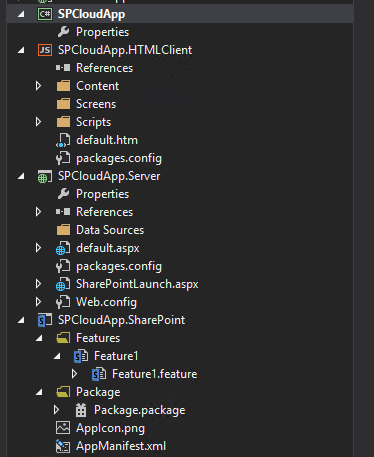 C# SPCloudApp
Properties
JS SPCloudApp.HTMLClient
References
Content
Screens
Scripts
default.htm
packages.config
SPCloudApp.Server
Properties
References
Data Sources
default.aspx
packages.config
SharePointLaunch.aspx
Web.config
SPCloudApp.SharePoint
Features
Feature1
Feature1.feature
Package
Package.package
AppIcon.png
AppManifest.xml